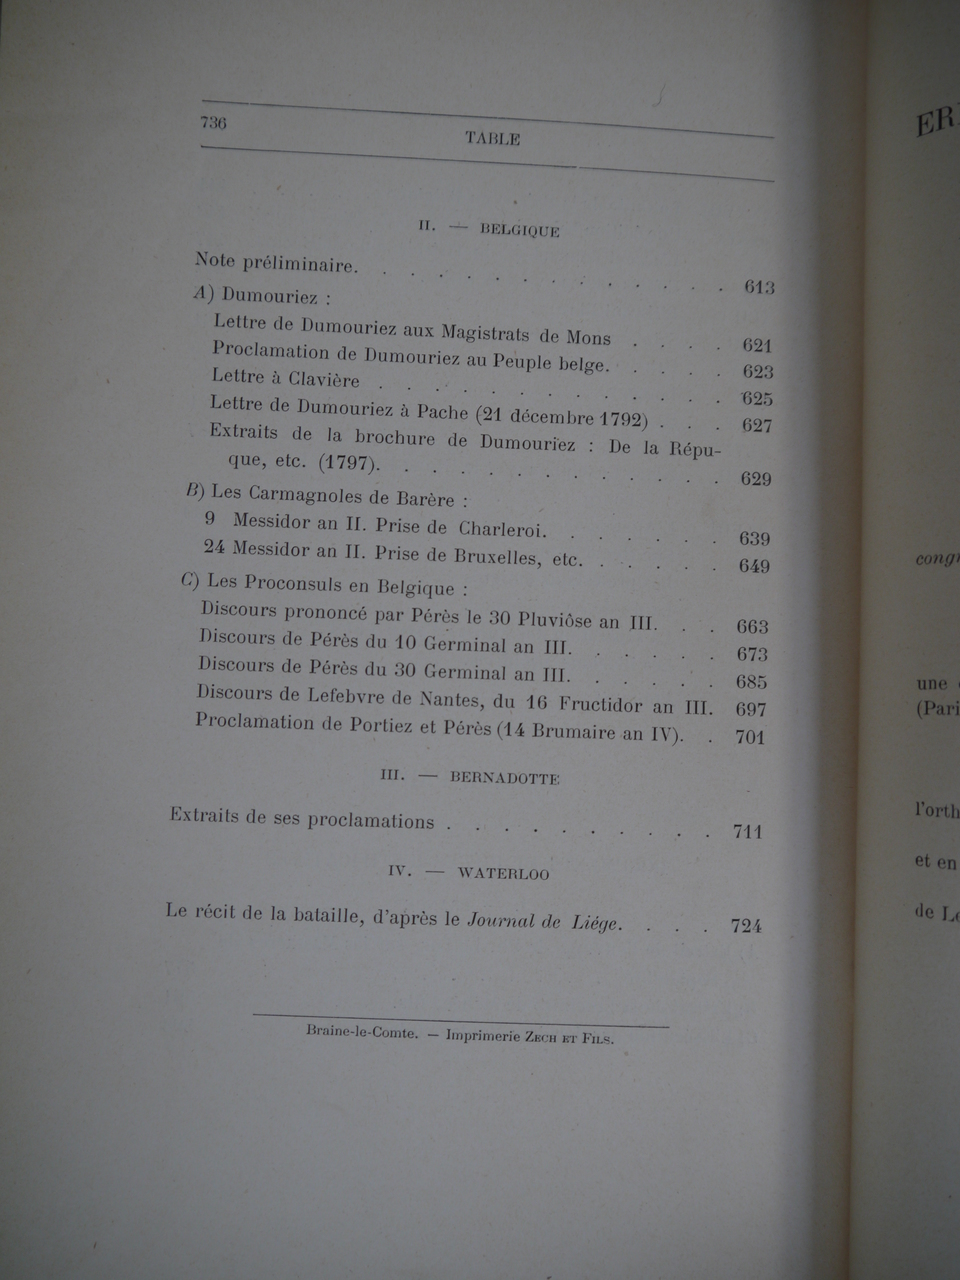 736
TABLE
II. — BELGIQUE
Note préliminaire. . . . . . . . . . . . . . 613
A) Dumouriez :
Lettre de Dumouriez aux Magistrats de Mons . . . . 621
Proclamation de Dumouriez au Peuple belge. . . . . 623
Lettre à Clavière . . . . . . . . . . . . . 625
Lettre de Dumouriez à Pache (21 décembre 1792) . . . 627
Extraits de la brochure de Dumouriez : De la Répu-
que, etc. (1797). . . . . . . . . . . . . 629
B) Les Carmagnoles de Barère :
9 Messidor an II. Prise de Charleroi. . . . . . . 639
24 Messidor an II. Prise de Bruxelles, etc. . . . . . 649
C) Les Proconsuls en Belgique :
Discours prononcé par Pérès le 30 Pluviôse an III. . . 663
Discours de Pérès du 10 Germinal an III. . . . . . 673
Discours de Pérès du 30 Germinal an III. . . . . . 685
Discours de Lefebvre de Nantes, du 16 Fructidor an III. 697
Proclamation de Portiez et Pérès (14 Brumaire an IV). . 701
III. — BERNADOTTE
Extraits de ses proclamations . . . . . . . . . . 711
IV. — WATERLOO
Le récit de la bataille, d'après le Journal de Liége. . . . 724
Braine-le-Comte. — Imprimerie ZECH ET FILS.
ER
cong
une
(Pari
l'orth
et en